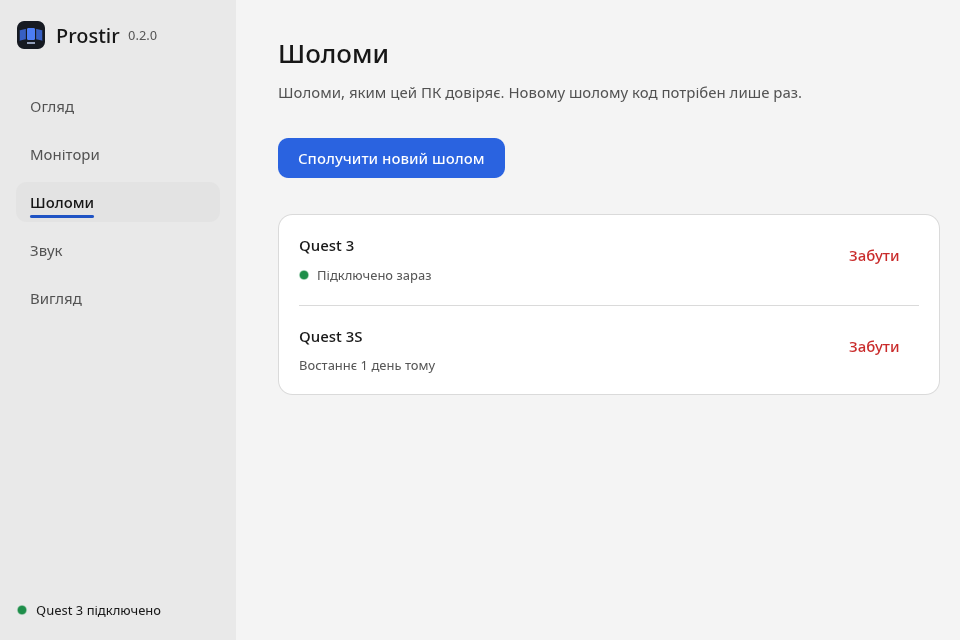 Prostir 0.2.0
Огляд
Монітори
Шоломи
Звук
Вигляд
Quest 3 підключено
Шоломи
Шоломи, яким цей ПК довіряє. Новому шолому код потрібен лише раз.
Сполучити новий шолом
Quest 3
Підключено зараз
Забути
Quest 3S
Востаннє 1 день тому
Забути